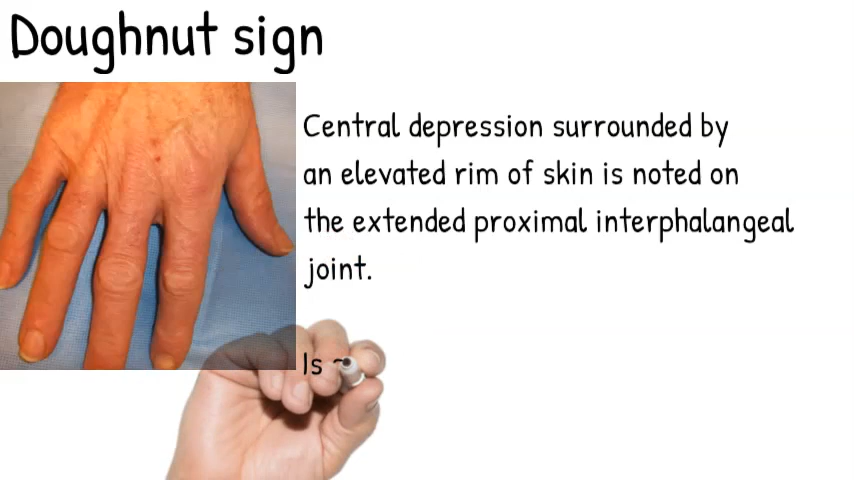 Doughnut sign
Central depression surrounded by
an elevated rim of skin is noted on
the extended proximal interphalangeal
joint.
Is